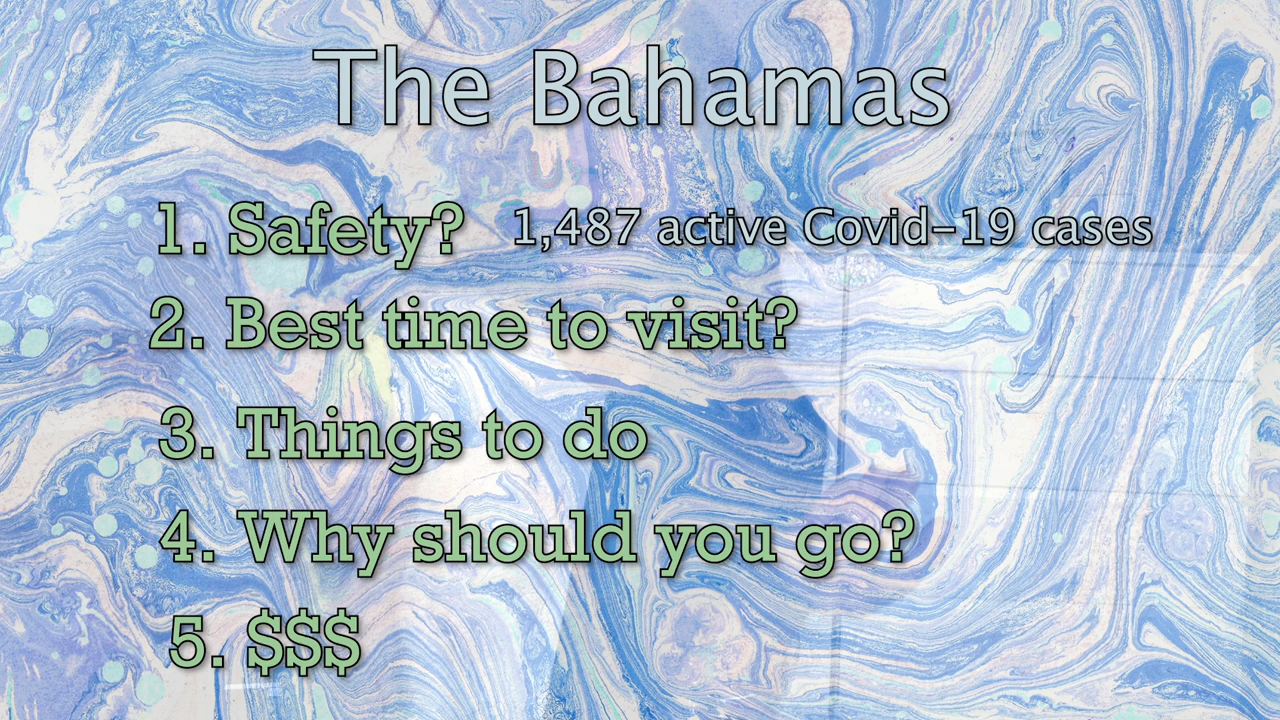 The Bahamas
1. Safety? 1,487 active Covid-19 cases
2. Best time to visit?
3. Things to do
4. Why should you go?
5. $$$